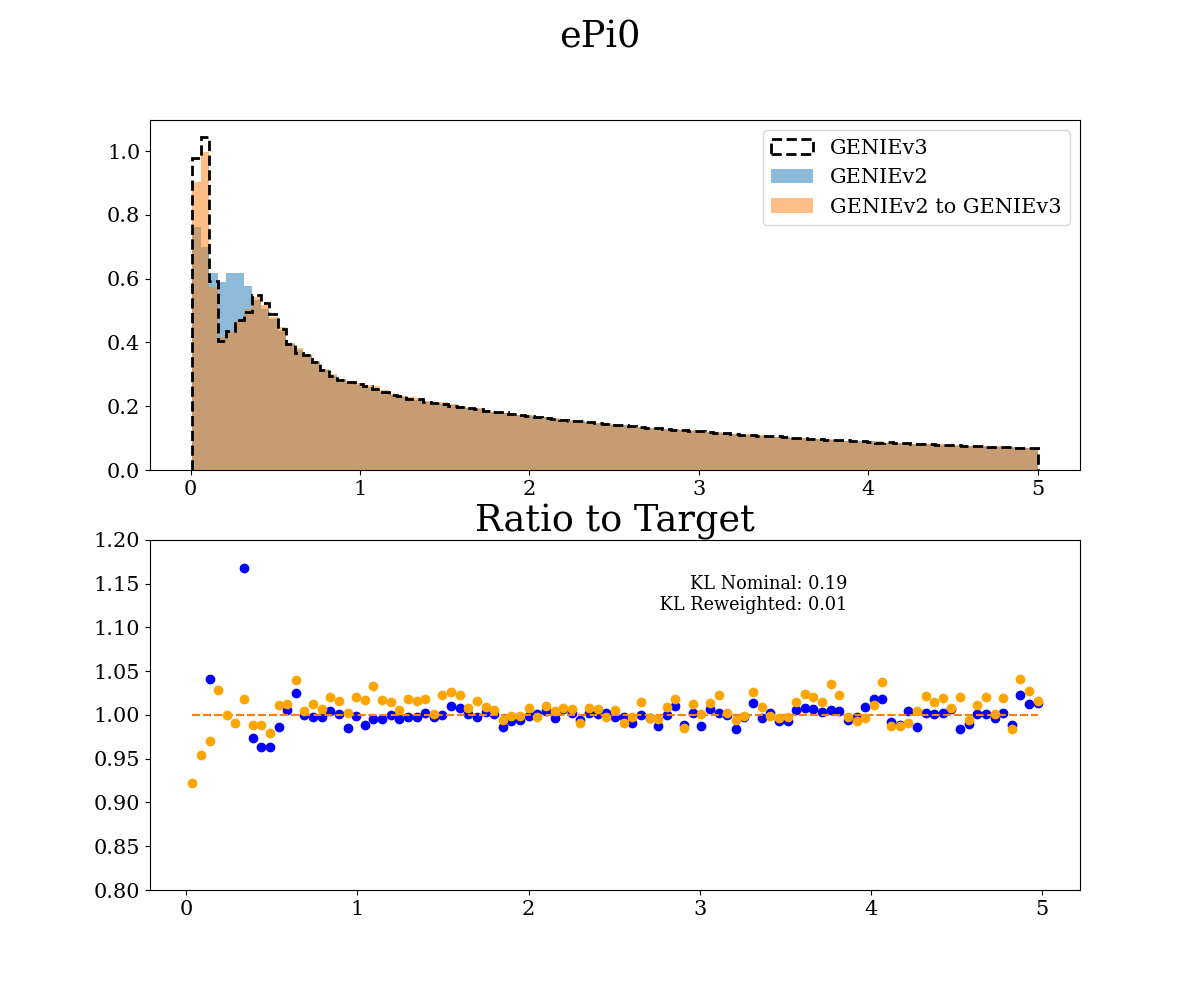 ePi0
1.0
0.8
0.6
0.4
0.2
0.0
GENIEv3
GENIEv2
GENIEv2 to GENIEv3
0 1 2 3 4 5
Ratio to Target
1.20
1.15
1.10
1.05
1.00
0.95
0.90
0.85
0.80
KL Nominal: 0.19
KL Reweighted: 0.01
0 1 2 3 4 5